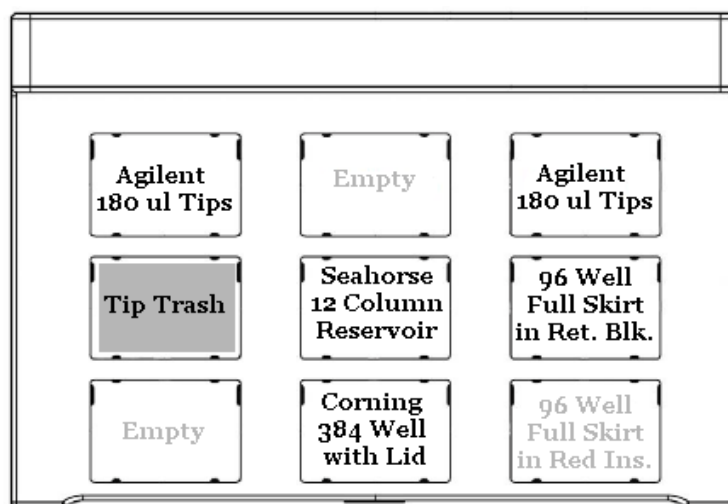 Agilent
180 ul Tips
Empty
Agilent
180 ul Tips
Tip Trash
Seahorse
12 Column
Reservoir
96 Well
Full Skirt
in Ret. Blk.
Empty
Corning
384 Well
with Lid
96 Well
Full Skirt
in Red Ins.